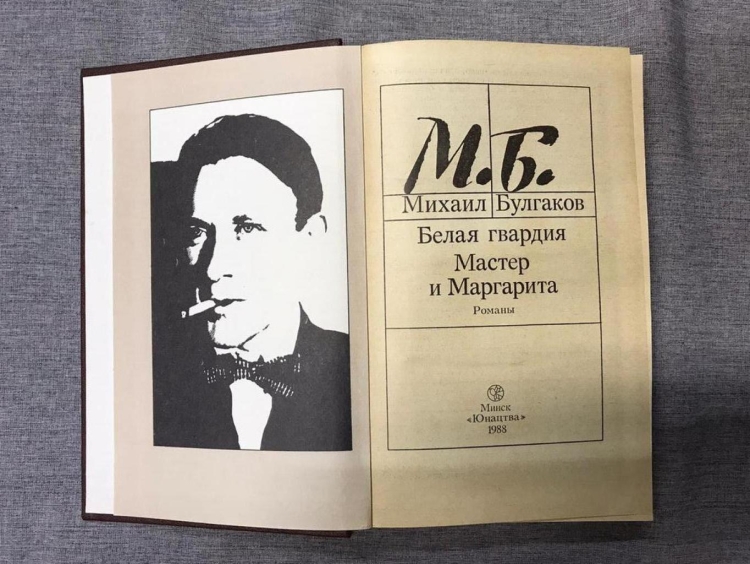 М.Б.
Михаил Булгаков
Белая гвардия
Мастер
и Маргарита
Романы
Минск
«Юнацтва»
1988